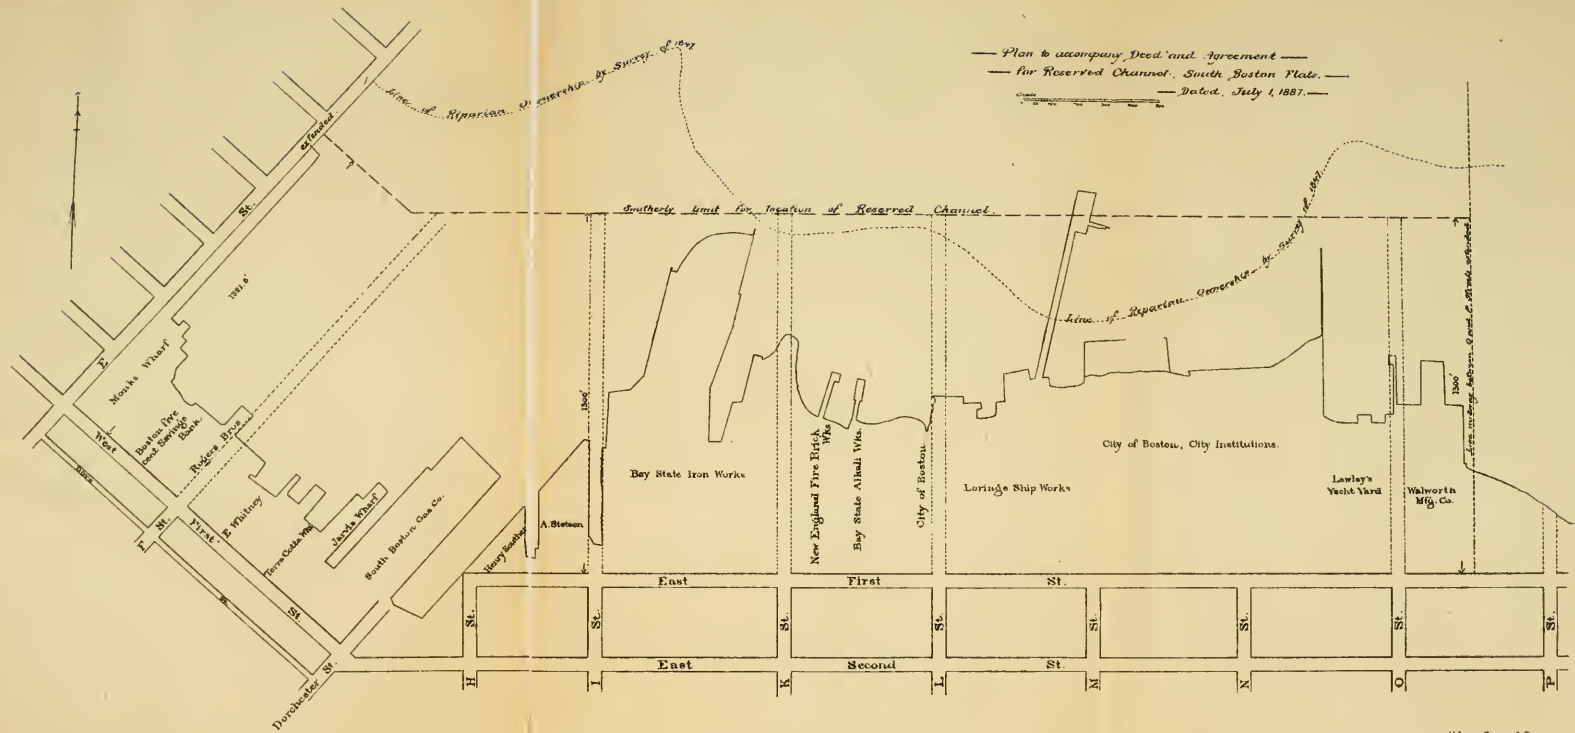 Plan to accompany Deed and Agreement
for Reserved Channel, South Boston Flats.
Dated, July 1, 1887.
Scale
Line of Riparian Ownership by Survey of 1847
extended
E St.
1321.6'
Southerly limit for location of Reserved Channel.
Line of Riparian Ownership by Survey of 1847.
Monks Wharf
Boston five
cent Savings
Bank.
Rogers Bros.
E Whitney
Terra Cotta Wks
Jarvis Wharf
South Boston Gas Co.
Henry Souther
A. Stetson
1300'
Bay State Iron Works
New England Fire Brick
Wks
Bay State Alkali Wks.
City of Boston
Lorings Ship Works
City of Boston, City Institutions.
Lawley's
Yacht Yard
Walworth
Mfg. Co.
1300'
West First St.
F St.
Dorchester St.
East First St.
St. St. St. St. St. St. St. St.
East Second St.
H I K L M N O P